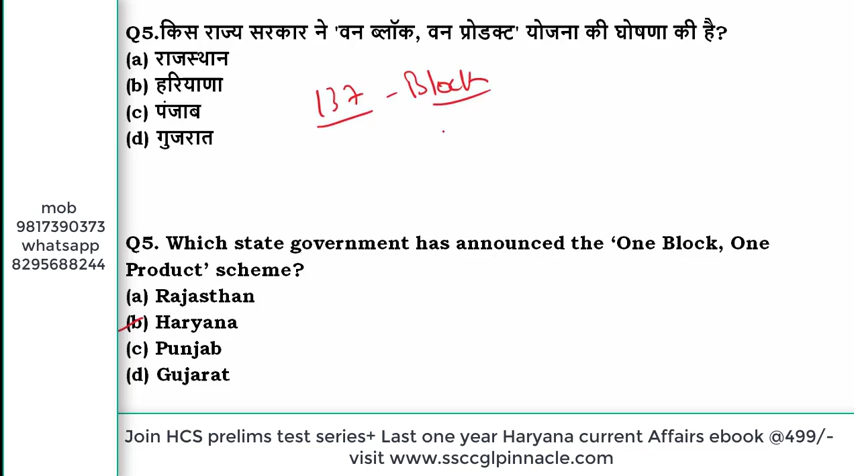 Q5.किस राज्य सरकार ने 'वन ब्लॉक, वन प्रोडक्ट' योजना की घोषणा की है?
(a) राजस्थान
(b) हरियाणा
(c) पंजाब
(d) गुजरात
137 - Block
mob
9817390373
whatsapp
8295688244
Q5. Which state government has announced the ‘One Block, One
Product’ scheme?
(a) Rajasthan
(b) Haryana
(c) Punjab
(d) Gujarat
Join HCS prelims test series+ Last one year Haryana current Affairs ebook @499/-
visit www.ssccglpinnacle.com